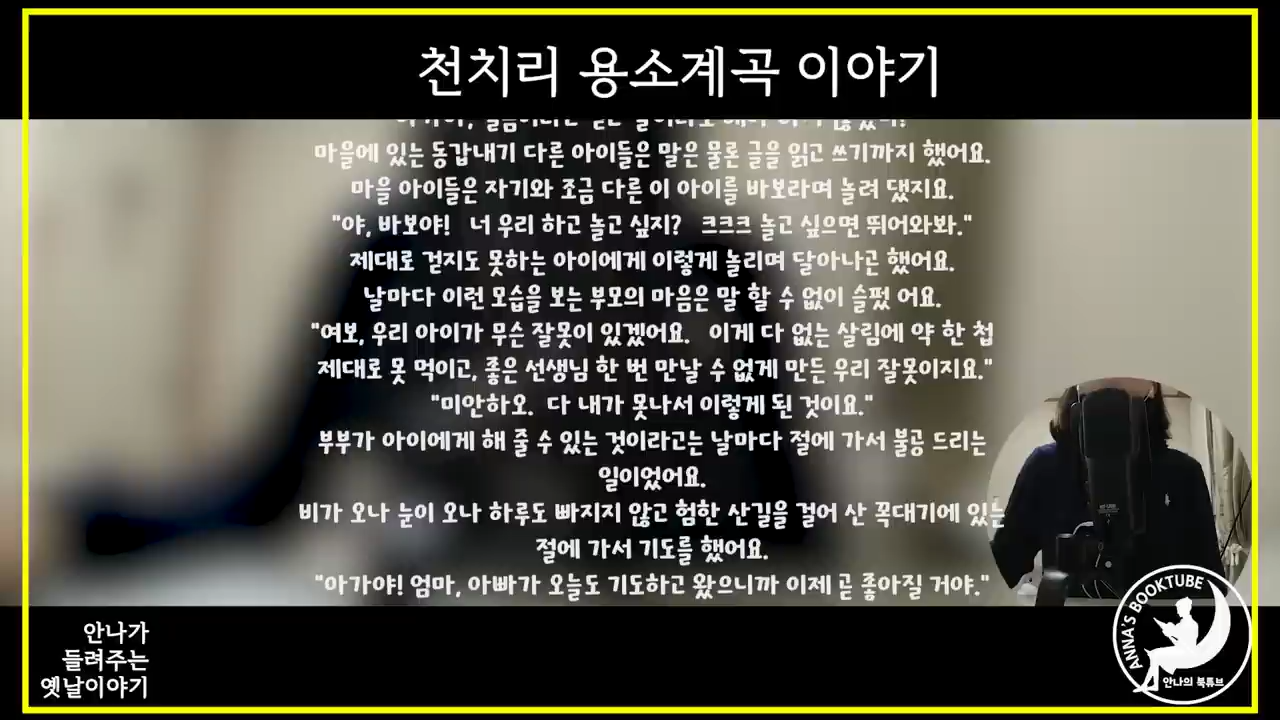 천치리 용소계곡 이야기
마을에 있는 동갑내기 다른 아이들은 말은 물론 글을 읽고 쓰기까지 했어요.
마을 아이들은 자기와 조금 다른 이 아이를 바보라며 놀려 댔지요.
"야, 바보야! 너 우리 하고 놀고 싶지? 크크크 놀고 싶으면 뛰어와봐."
제대로 걷지도 못하는 아이에게 이렇게 놀리며 달아나곤 했어요.
날마다 이런 모습을 보는 부모의 마음은 말 할 수 없이 슬펐 어요.
"여보, 우리 아이가 무슨 잘못이 있겠어요. 이게 다 없는 살림에 약 한 첩
제대로 못 먹이고, 좋은 선생님 한 번 만날 수 없게 만든 우리 잘못이지요."
"미안하오. 다 내가 못나서 이렇게 된 것이요."
부부가 아이에게 해 줄 수 있는 것이라고는 날마다 절에 가서 불공 드리는
일이었어요.
비가 오나 눈이 오나 하루도 빠지지 않고 험한 산길을 걸어 산 꼭대기에 있는
절에 가서 기도를 했어요.
"아가야! 엄마, 아빠가 오늘도 기도하고 왔으니까 이제 곧 좋아질 거야."
안나가
들려주는
옛날이야기
ANNA'S BOOKTUBE
안나의 북튜브